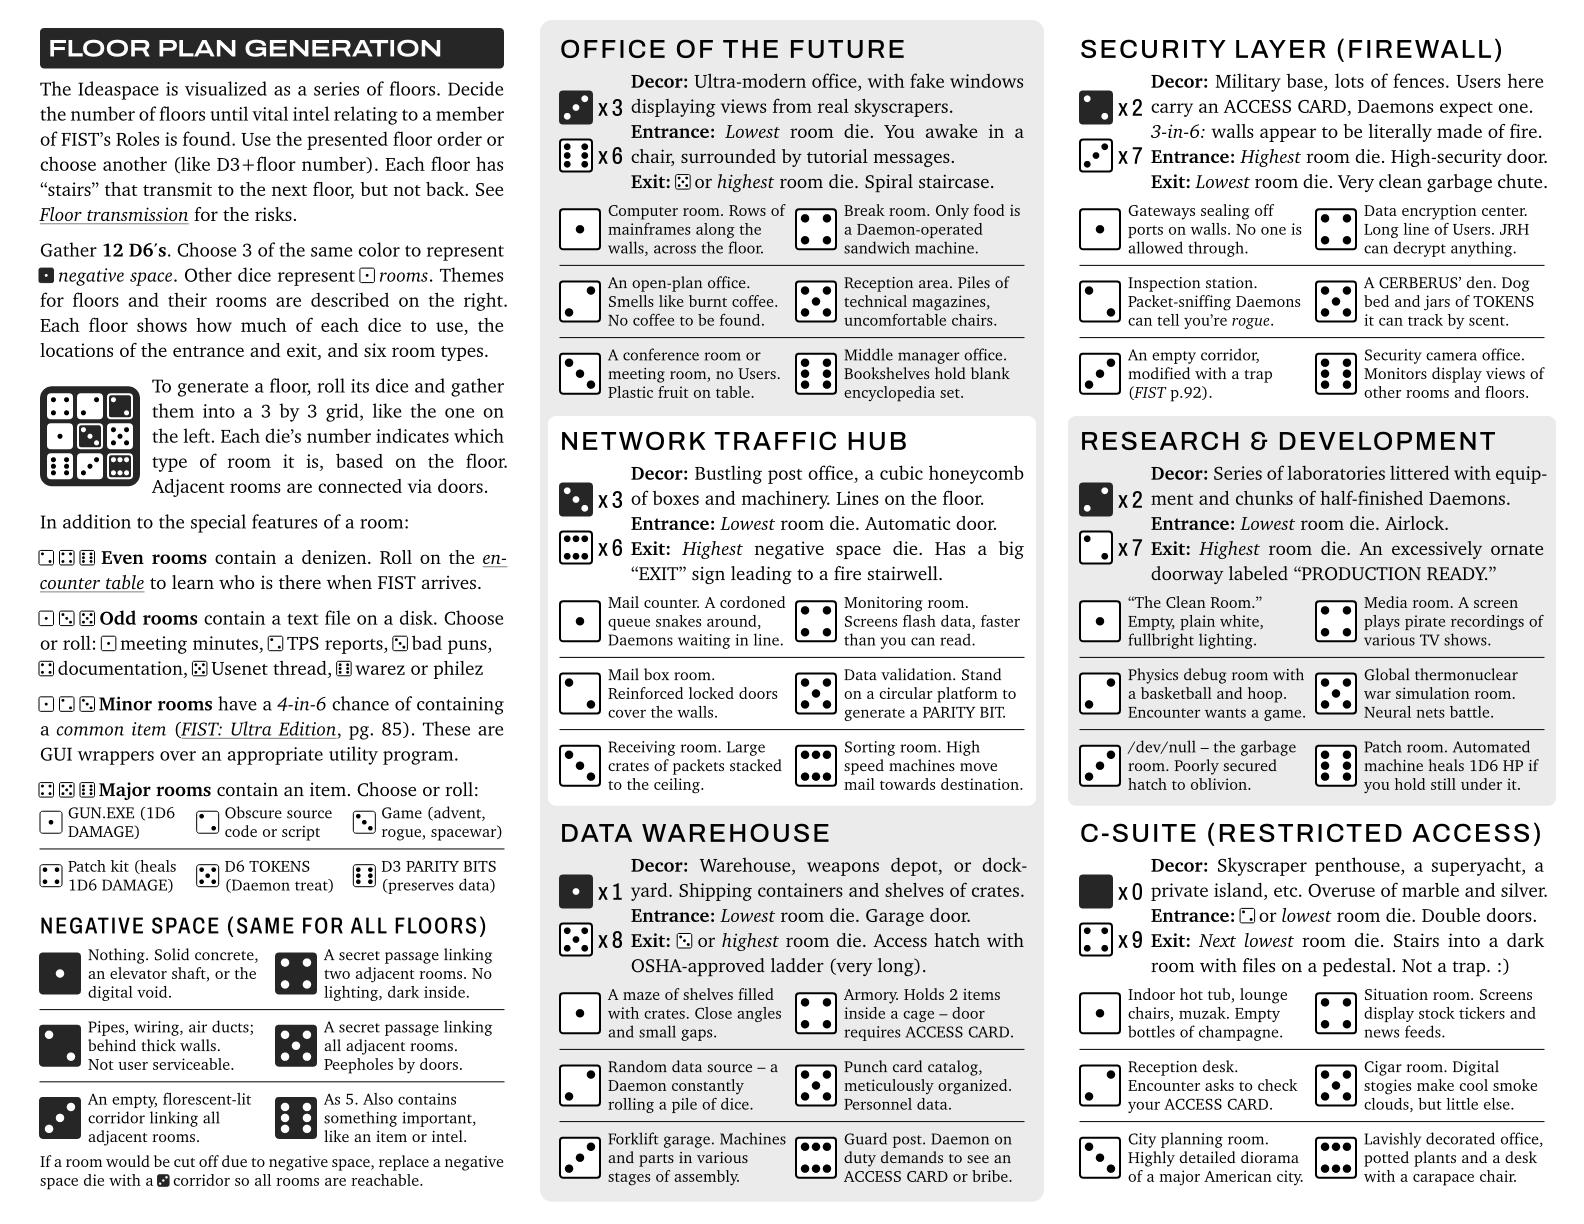 FLOOR PLAN GENERATION
The Ideaspace is visualized as a series of floors. Decide
the number of floors until vital intel relating to a member
of FIST's Roles is found. Use the presented floor order or
choose another (like D3+floor number). Each floor has
“stairs” that transmit to the next floor, but not back. See
Floor transmission for the risks.
Gather 12 D6′s. Choose 3 of the same color to represent
negative space. Other dice represent rooms. Themes
for floors and their rooms are described on the right.
Each floor shows how much of each dice to use, the
locations of the entrance and exit, and six room types.
To generate a floor, roll its dice and gather
them into a 3 by 3 grid, like the one on
the left. Each die's number indicates which
type of room it is, based on the floor.
Adjacent rooms are connected via doors.
In addition to the special features of a room:
Even rooms contain a denizen. Roll on the en-
counter table to learn who is there when FIST arrives.
Odd rooms contain a text file on a disk. Choose
or roll: meeting minutes, TPS reports, bad puns,
documentation, Usenet thread, warez or philez
Minor rooms have a 4-in-6 chance of containing
a common item (FIST: Ultra Edition, pg. 85). These are
GUI wrappers over an appropriate utility program.
Major rooms contain an item. Choose or roll:
GUN.EXE (1D6
DAMAGE)
Obscure source
code or script
Game (advent,
rogue, spacewar)
Patch kit (heals
1D6 DAMAGE)
D6 TOKENS
(Daemon treat)
D3 PARITY BITS
(preserves data)
NEGATIVE SPACE (SAME FOR ALL FLOORS)
Nothing. Solid concrete,
an elevator shaft, or the
digital void.
A secret passage linking
two adjacent rooms. No
lighting, dark inside.
Pipes, wiring, air ducts;
behind thick walls.
Not user serviceable.
A secret passage linking
all adjacent rooms.
Peepholes by doors.
An empty, florescent-lit
corridor linking all
adjacent rooms.
As 5. Also contains
something important,
like an item or intel.
If a room would be cut off due to negative space, replace a negative
space die with a corridor so all rooms are reachable.
OFFICE OF THE FUTURE
x3
x6
Decor: Ultra-modern office, with fake windows
displaying views from real skyscrapers.
Entrance: Lowest room die. You awake in a
chair, surrounded by tutorial messages.
Exit: or highest room die. Spiral staircase.
Computer room. Rows of
mainframes along the
walls, across the floor.
Break room. Only food is
a Daemon-operated
sandwich machine.
An open-plan office.
Smells like burnt coffee.
No coffee to be found.
Reception area. Piles of
technical magazines,
uncomfortable chairs.
A conference room or
meeting room, no Users.
Plastic fruit on table.
Middle manager office.
Bookshelves hold blank
encyclopedia set.
NETWORK TRAFFIC HUB
x3
x6
Decor: Bustling post office, a cubic honeycomb
of boxes and machinery. Lines on the floor.
Entrance: Lowest room die. Automatic door.
Exit: Highest negative space die. Has a big
“EXIT” sign leading to a fire stairwell.
Mail counter. A cordoned
queue snakes around,
Daemons waiting in line.
Monitoring room.
Screens flash data, faster
than you can read.
Mail box room.
Reinforced locked doors
cover the walls.
Data validation. Stand
on a circular platform to
generate a PARITY BIT.
Receiving room. Large
crates of packets stacked
to the ceiling.
Sorting room. High
speed machines move
mail towards destination.
DATA WAREHOUSE
x1
x8
Decor: Warehouse, weapons depot, or dock-
yard. Shipping containers and shelves of crates.
Entrance: Lowest room die. Garage door.
Exit: or highest room die. Access hatch with
OSHA-approved ladder (very long).
A maze of shelves filled
with crates. Close angles
and small gaps.
Armory. Holds 2 items
inside a cage – door
requires ACCESS CARD.
Random data source – a
Daemon constantly
rolling a pile of dice.
Punch card catalog,
meticulously organized.
Personnel data.
Forklift garage. Machines
and parts in various
stages of assembly.
Guard post. Daemon on
duty demands to see an
ACCESS CARD or bribe.
SECURITY LAYER (FIREWALL)
x2
x7
Decor: Military base, lots of fences. Users here
carry an ACCESS CARD, Daemons expect one.
3-in-6: walls appear to be literally made of fire.
Entrance: Highest room die. High-security door.
Exit: Lowest room die. Very clean garbage chute.
Gateways sealing off
ports on walls. No one is
allowed through.
Data encryption center.
Long line of Users. JRH
can decrypt anything.
Inspection station.
Packet-sniffing Daemons
can tell you're rogue.
A CERBERUS' den. Dog
bed and jars of TOKENS
it can track by scent.
An empty corridor,
modified with a trap
(FIST p.92).
Security camera office.
Monitors display views of
other rooms and floors.
RESEARCH & DEVELOPMENT
x2
x7
Decor: Series of laboratories littered with equip-
ment and chunks of half-finished Daemons.
Entrance: Lowest room die. Airlock.
Exit: Highest room die. An excessively ornate
doorway labeled “PRODUCTION READY.”
“The Clean Room.”
Empty, plain white,
fullbright lighting.
Media room. A screen
plays pirate recordings of
various TV shows.
Physics debug room with
a basketball and hoop.
Encounter wants a game.
Global thermonuclear
war simulation room.
Neural nets battle.
/dev/null – the garbage
room. Poorly secured
hatch to oblivion.
Patch room. Automated
machine heals 1D6 HP if
you hold still under it.
C-SUITE (RESTRICTED ACCESS)
x0
x9
Decor: Skyscraper penthouse, a superyacht, a
private island, etc. Overuse of marble and silver.
Entrance: or lowest room die. Double doors.
Exit: Next lowest room die. Stairs into a dark
room with files on a pedestal. Not a trap. :)
Indoor hot tub, lounge
chairs, muzak. Empty
bottles of champagne.
Situation room. Screens
display stock tickers and
news feeds.
Reception desk.
Encounter asks to check
your ACCESS CARD.
Cigar room. Digital
stogies make cool smoke
clouds, but little else.
City planning room.
Highly detailed diorama
of a major American city.
Lavishly decorated office,
potted plants and a desk
with a carapace chair.